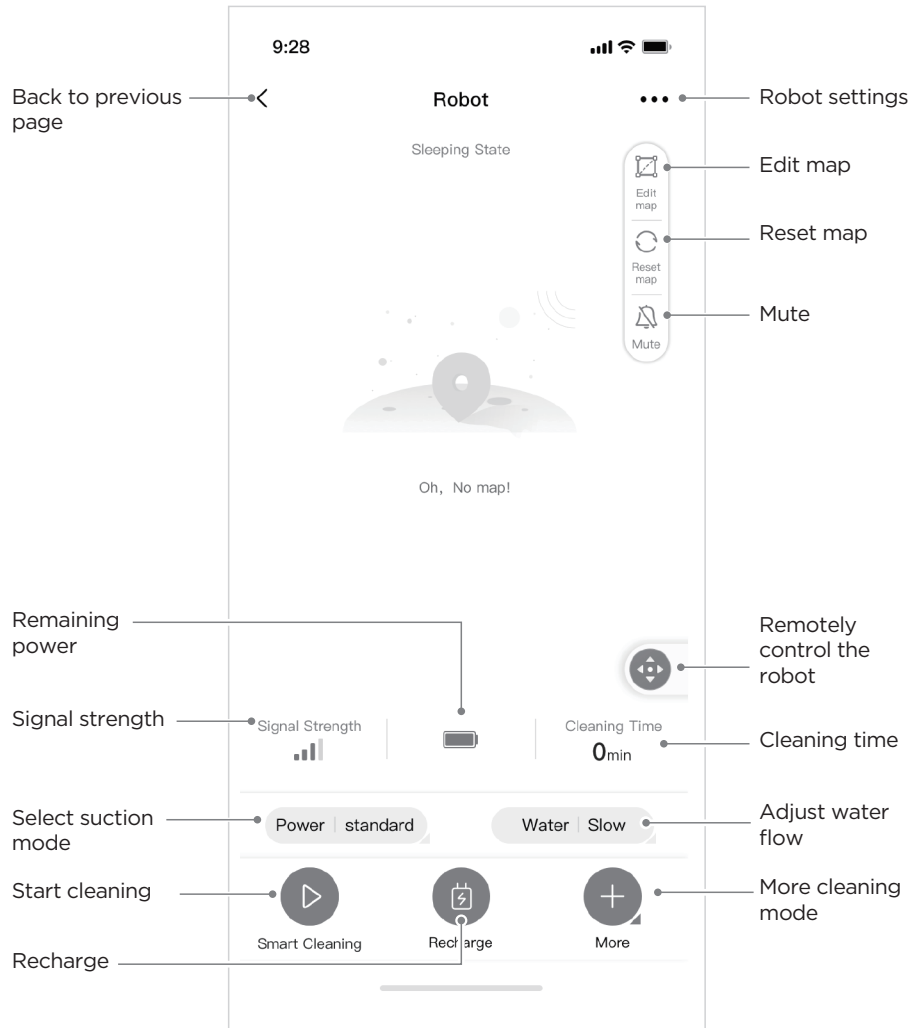 9:28
Back to previous
page
Robot
Robot settings
Sleeping State
Edit
map
Edit map
Reset
map
Reset map
Mute
Mute
Oh, No map!
Remaining
power
Remotely
control the
robot
Signal strength
Signal Strength
Cleaning Time
0min
Cleaning time
Select suction
mode
Power | standard
Water | Slow
Adjust water
flow
Start cleaning
Smart Cleaning
Recharge
More
More cleaning
mode
Recharge